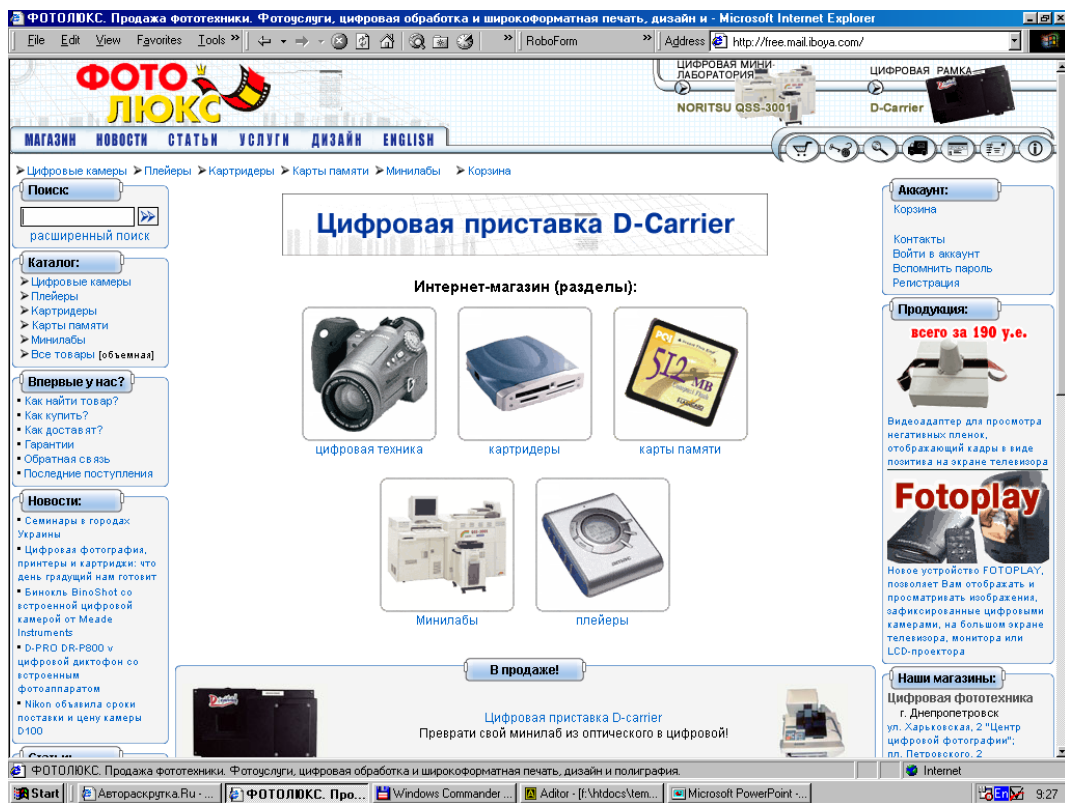 ФОТОЛЮКС. Продажа фототехники. Фотоуслуги, цифровая обработка и широкоформатная печать, дизайн и - Microsoft Internet Explorer
File Edit View Favorites Tools » » RoboForm » Address http://free.mail.iboya.com/
ФОТО
ЛЮКС
ЦИФРОВАЯ МИНИ-
ЛАБОРАТОРИЯ
NORITSU QSS-3001
ЦИФРОВАЯ РАМКА
D-Carrier
МАГАЗИН НОВОСТИ СТАТЬИ УСЛУГИ ДИЗАЙН ENGLISH
Цифровые камеры Плейеры Картридеры Карты памяти Минилабы Корзина
Поиск:
расширенный поиск
Каталог:
Цифровые камеры
Плейеры
Картридеры
Карты памяти
Минилабы
Все товары [объемная]
Впервые у нас?
Как найти товар?
Как купить?
Как доставят?
Гарантии
Обратная связь
Последние поступления
Новости:
Семинары в городах
Украины
Цифровая фотография,
принтеры и картриджи: что
день грядущий нам готовит
Бинокль BinoShot со
встроенной цифровой
камерой от Meade
Instruments
D-PRO DR-P800 v
цифровой диктофон со
встроенным
фотоаппаратом
Nikon объявила сроки
поставки и цену камеры
D100
Статьи:
Цифровая приставка D-Carrier
Интернет-магазин (разделы):
512 MB
цифровая техника
картридеры
карты памяти
Минилабы
плейеры
В продаже!
Цифровая приставка D-carrier
Преврати свой минилаб из оптического в цифровой!
Аккаунт:
Корзина
Контакты
Войти в аккаунт
Вспомнить пароль
Регистрация
Продукция:
всего за 190 у.е.
Видеоадаптер для просмотра
негативных пленок,
отображающий кадры в виде
позитива на экране телевизора
Fotoplay
Новое устройство FOTOPLAY,
позволяет Вам отображать и
просматривать изображения,
зафиксированные цифровыми
камерами, на большом экране
телевизора, монитора или
LCD-проектора
Наши магазины:
Цифровая фототехника
г. Днепропетровск
ул. Харьковская, 2 "Центр
цифровой фотографии";
пл. Петровского, 2
ФОТОЛЮКС. Продажа фототехники. Фотоуслуги, цифровая обработка и широкоформатная печать, дизайн и полиграфия. Internet
Start Автораскрутка.Ru - ... ФОТОЛЮКС. Про... Windows Commander ... Aditor - [f:\htdocs\tem... Microsoft PowerPoint -... En 9:27